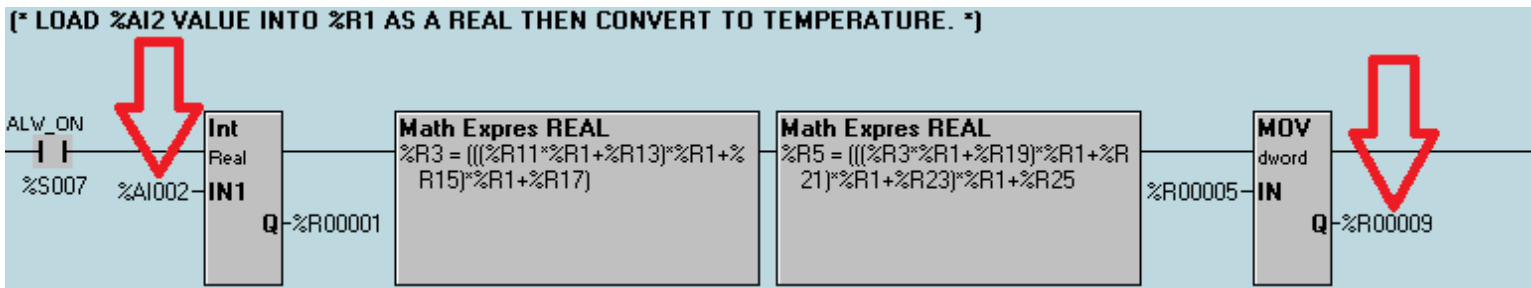 (* LOAD %AI2 VALUE INTO %R1 AS A REAL THEN CONVERT TO TEMPERATURE. *)
ALW_ON
%S007
Int
Real
%AI002 IN1
Q %R00001
Math Expres REAL
%R3 = (((%R11*%R1+%R13)*%R1+%
R15)*%R1+%R17)
Math Expres REAL
%R5 = (((%R3*%R1+%R19)*%R1+%R
21)*%R1+%R23)*%R1+%R25
MOV
dword
%R00005 IN
Q %R00009